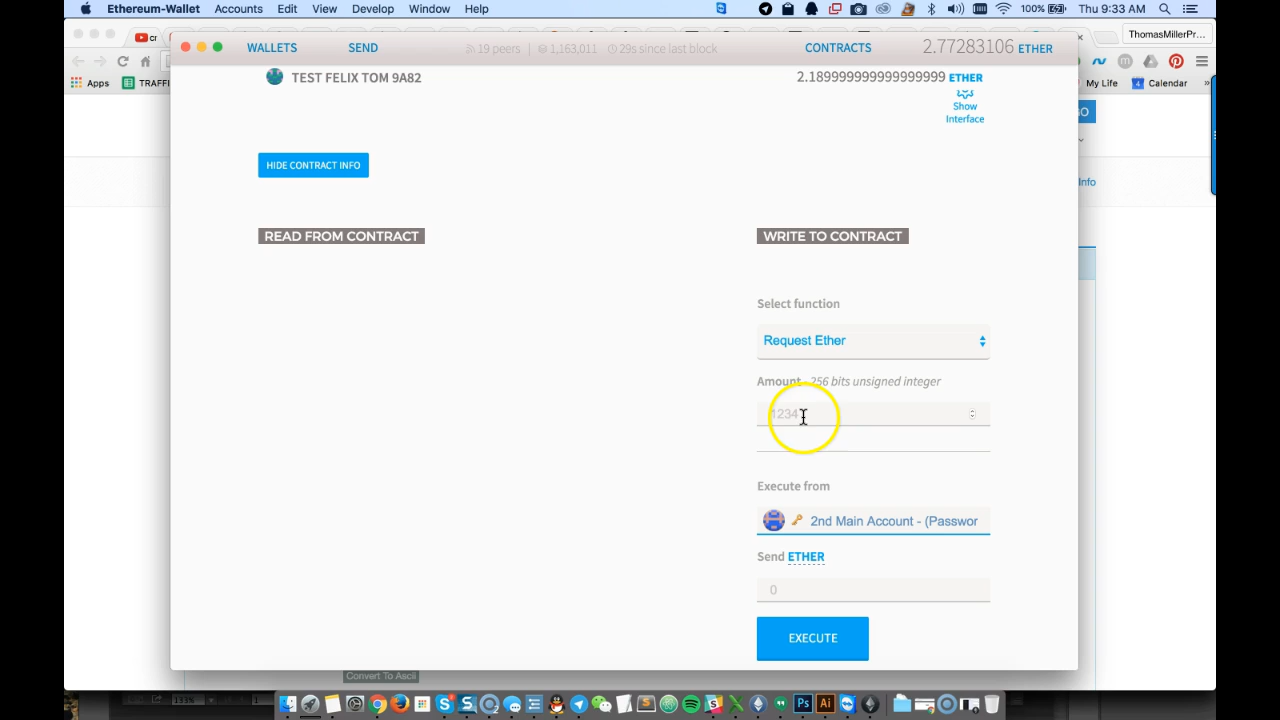 Ethereum-Wallet Accounts Edit View Develop Window Help 100% Thu 9:33 AM
cr ThomasMillerPr...
WALLETS SEND 19 peers | 1,163,011 | 29s since last block CONTRACTS 2.77283106 ETHER
Apps TRAFFI My Life 4 Calendar »
TEST FELIX TOM 9A82 2.189999999999999999 ETHER
Show
Interface
GO
HIDE CONTRACT INFO
Info
READ FROM CONTRACT WRITE TO CONTRACT
Select function
Request Ether
Amount - 256 bits unsigned integer
1234
Execute from
2nd Main Account - (Passwor
Send ETHER
0
EXECUTE
Convert To Ascii
133%